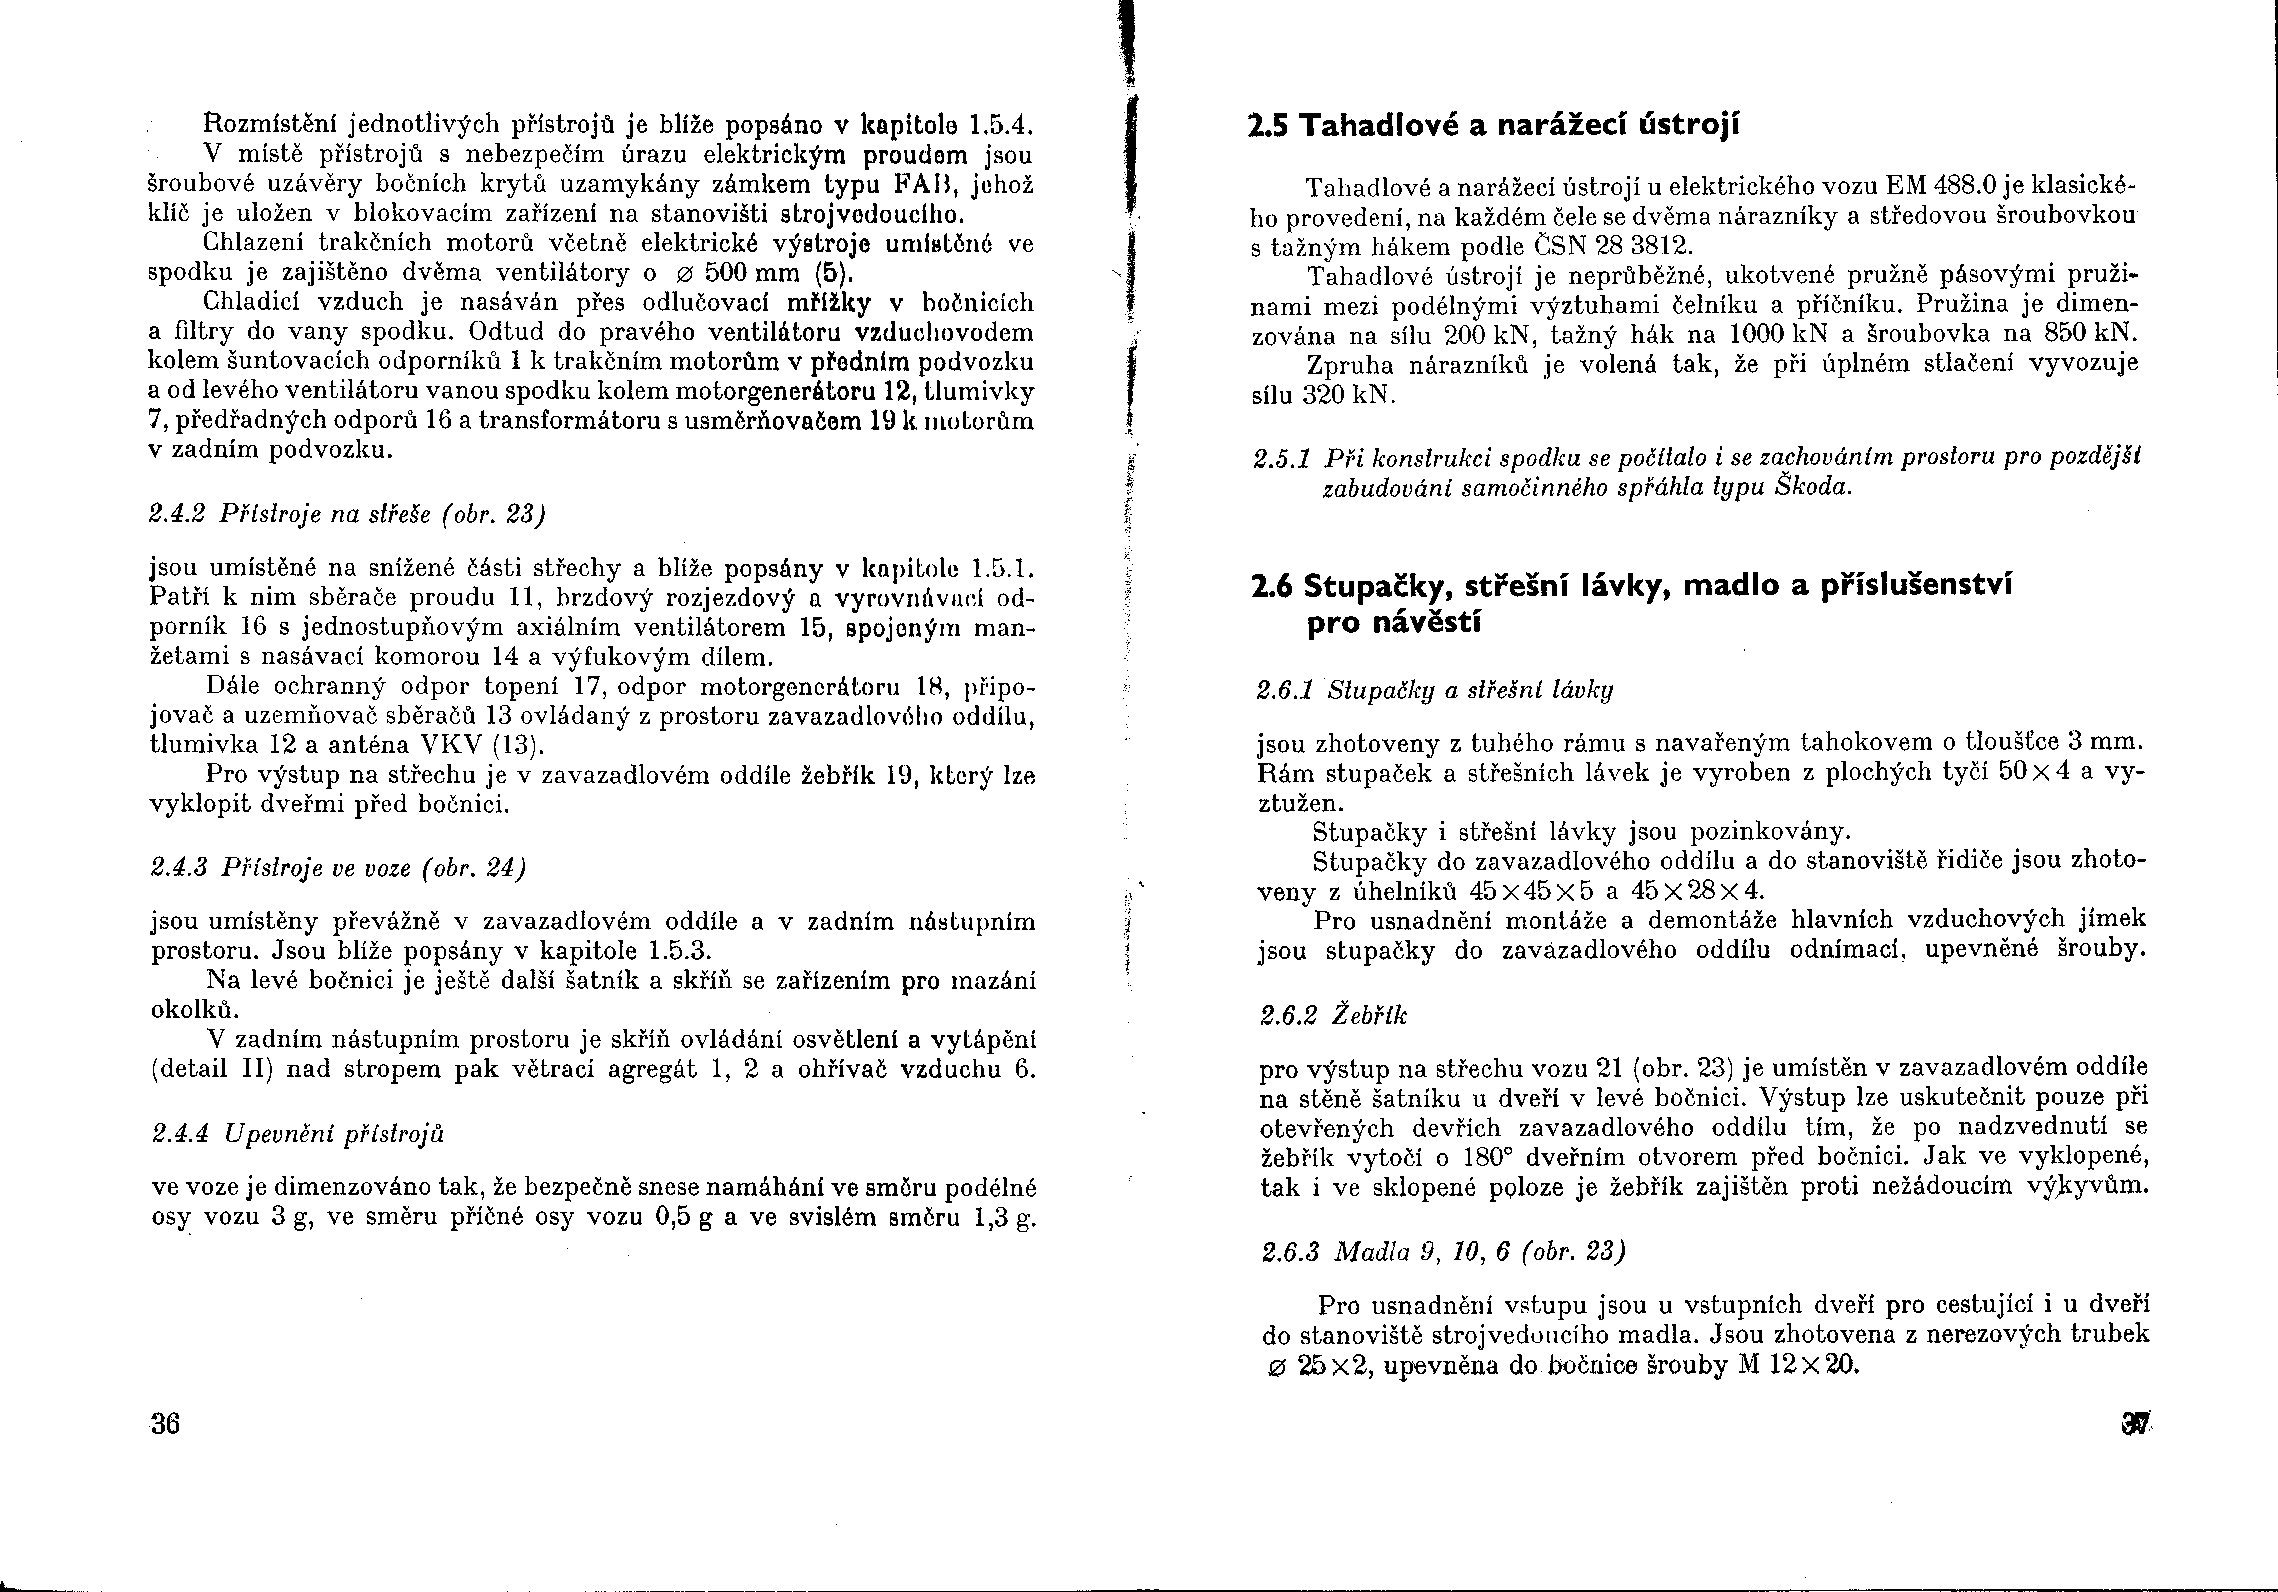 Rozmístění jednotlivých přístrojů je blíže popsáno v kapitole 1.5.4.
V místě přístrojů s nebezpečím úrazu elektrickým proudem jsou
šroubové uzávěry bočních krytů uzamykány zámkem typu FAB, jehož
klíč je uložen v blokovacím zařízení na stanovišti strojvedoucího.
Chlazení trakčních motorů včetně elektrické výstroje umístěné ve
spodku je zajištěno dvěma ventilátory o ⌀ 500 mm (5).
Chladicí vzduch je nasáván přes odlučovací mřížky v bočnicích
a filtry do vany spodku. Odtud do pravého ventilátoru vzduchovodem
kolem šuntovacích odporníků 1 k trakčním motorům v předním podvozku
a od levého ventilátoru vanou spodku kolem motorgenerátoru 12, tlumivky
7, předřadných odporů 16 a transformátoru s usměrňovačem 19 k motorům
v zadním podvozku.
2.4.2 Přístroje na střeše (obr. 23)
jsou umístěné na snížené části střechy a blíže popsány v kapitole 1.5.1.
Patří k nim sběrače proudu 11, brzdový rozjezdový a vyrovnávací od-
porník 16 s jednostupňovým axiálním ventilátorem 15, spojeným man-
žetami s nasávací komorou 14 a výfukovým dílem.
Dále ochranný odpor topení 17, odpor motorgenerátoru 18, připo-
jovač a uzemňovač sběračů 13 ovládaný z prostoru zavazadlového oddílu,
tlumivka 12 a anténa VKV (13).
Pro výstup na střechu je v zavazadlovém oddíle žebřík 19, který lze
vyklopit dveřmi před bočnici.
2.4.3 Přístroje ve voze (obr. 24)
jsou umístěny převážně v zavazadlovém oddíle a v zadním nástupním
prostoru. Jsou blíže popsány v kapitole 1.5.3.
Na levé bočnici je ještě další šatník a skříň se zařízením pro mazání
okolků.
V zadním nástupním prostoru je skříň ovládání osvětlení a vytápění
(detail II) nad stropem pak větrací agregát 1, 2 a ohřívač vzduchu 6.
2.4.4 Upevnění přístrojů
ve voze je dimenzováno tak, že bezpečně snese namáhání ve směru podélné
osy vozu 3 g, ve směru příčné osy vozu 0,5 g a ve svislém směru 1,3 g.
36
2.5 Tahadlové a narážecí ústrojí
Tahadlové a narážecí ústrojí u elektrického vozu EM 488.0 je klasické-
ho provedení, na každém čele se dvěma nárazníky a středovou šroubovkou
s tažným hákem podle ČSN 28 3812.
Tahadlové ústrojí je neprůběžné, ukotvené pružně pásovými pruži-
nami mezi podélnými výztuhami čelníku a příčníku. Pružina je dimen-
zována na sílu 200 kN, tažný hák na 1000 kN a šroubovka na 850 kN.
Zpruha nárazníků je volená tak, že při úplném stlačení vyvozuje
sílu 320 kN.
2.5.1 Při konstrukci spodku se počítalo i se zachováním prostoru pro pozdější
zabudování samočinného spřáhla typu Škoda.
2.6 Stupačky, střešní lávky, madlo a příslušenství
pro návěstí
2.6.1 Stupačky a střešní lávky
jsou zhotoveny z tuhého rámu s navařeným tahokovem o tloušťce 3 mm.
Rám stupaček a střešních lávek je vyroben z plochých tyčí 50×4 a vy-
ztužen.
Stupačky i střešní lávky jsou pozinkovány.
Stupačky do zavazadlového oddílu a do stanoviště řidiče jsou zhoto-
veny z úhelníků 45×45×5 a 45×28×4.
Pro usnadnění montáže a demontáže hlavních vzduchových jímek
jsou stupačky do zavazadlového oddílu odnímací, upevněné šrouby.
2.6.2 Žebřík
pro výstup na střechu vozu 21 (obr. 23) je umístěn v zavazadlovém oddíle
na stěně šatníku u dveří v levé bočnici. Výstup lze uskutečnit pouze při
otevřených devřích zavazadlového oddílu tím, že po nadzvednutí se
žebřík vytočí o 180° dveřním otvorem před bočnici. Jak ve vyklopené,
tak i ve sklopené poloze je žebřík zajištěn proti nežádoucím výkyvům.
2.6.3 Madla 9, 10, 6 (obr. 23)
Pro usnadnění vstupu jsou u vstupních dveří pro cestující i u dveří
do stanoviště strojvedoucího madla. Jsou zhotovena z nerezových trubek
⌀ 25×2, upevněna do bočnice šrouby M 12×20.
37